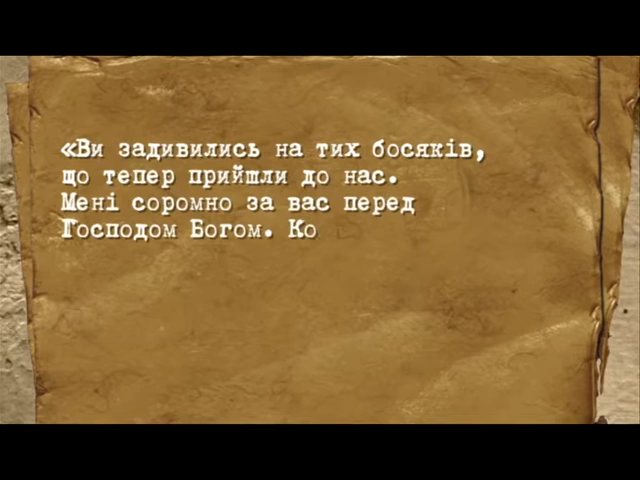 «Ви задивились на тих босяків,
що тепер прийшли до нас.
Мені соромно за вас перед
Господом Богом. Ко